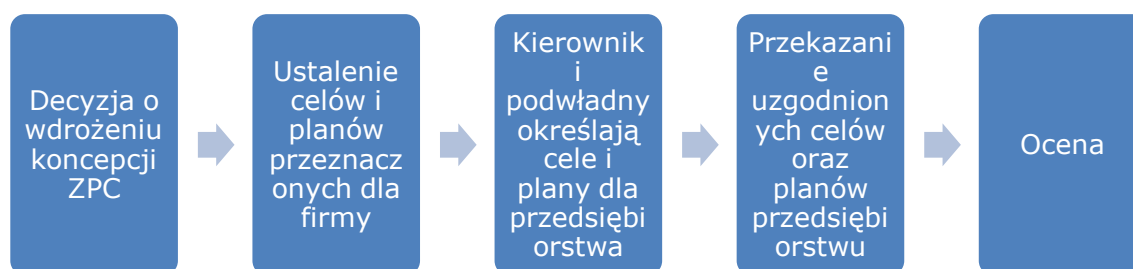 Decyzja o
wdrożeniu
koncepcji
ZPC
Ustalenie
celów i
planów
przeznacz
onych dla
firmy
Kierownik
i
podwładny
określają
cele i
plany dla
przedsiębi
orstwa
Przekazani
e
uzgodnion
ych celów
oraz
planów
przedsiębi
orstwu
Ocena